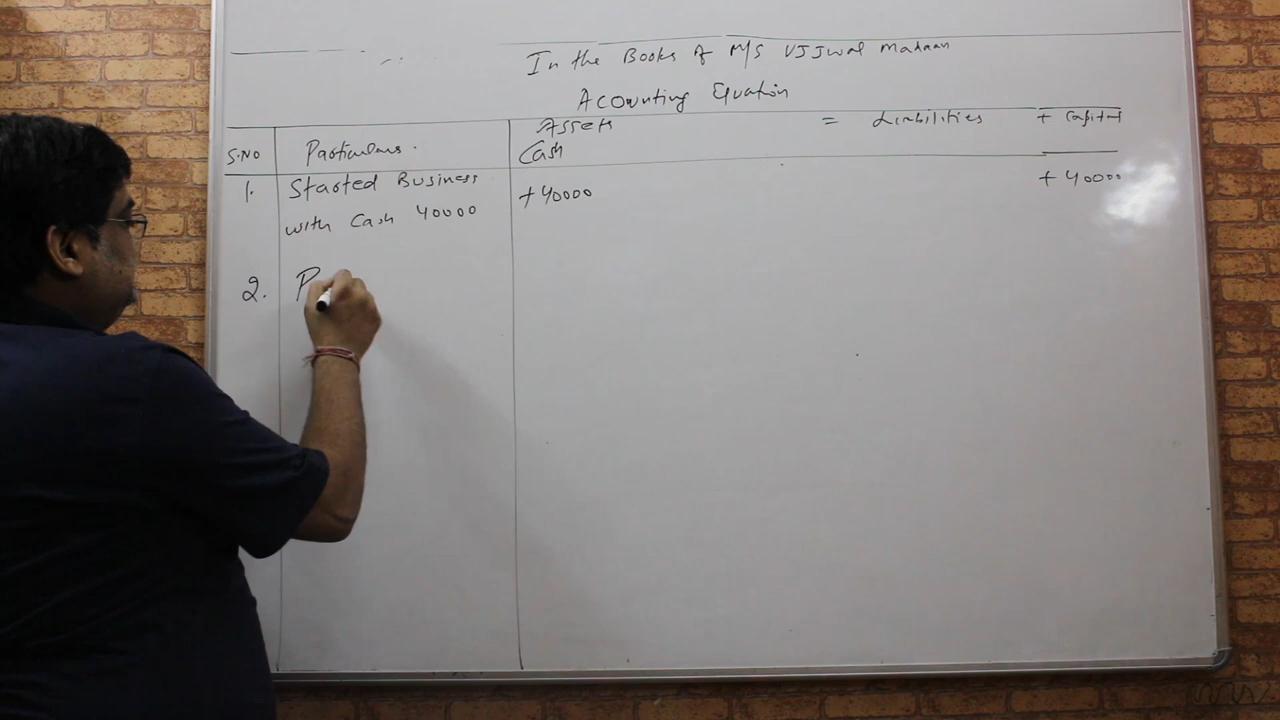 In the Books of M/S Ujjwal Madaan
Acounting Equation
S.NO Particulars. Assets = Liabilities + Capital
Cash
1. Started Business +40000 + 40000
with Cash 40000
2. P